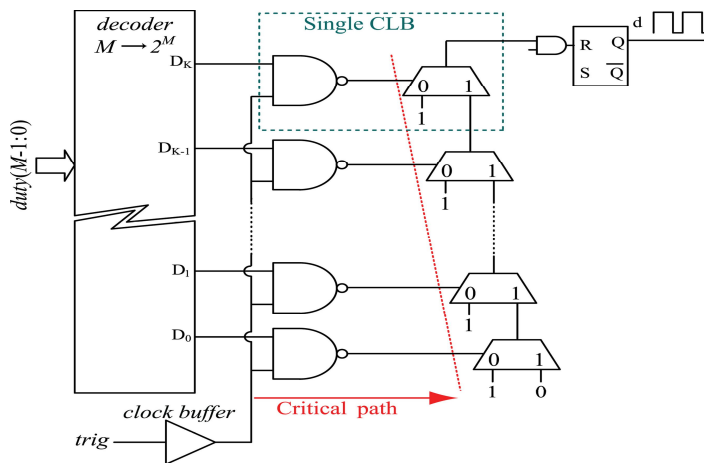 decoder
M → 2^M
Single CLB
D_K
0 1
1
R Q
S Q̅
d
D_{K-1}
0 1
1
duty(M-1:0)
D_1
0 1
1
D_0
0 1
1 0
Critical path
clock buffer
trig